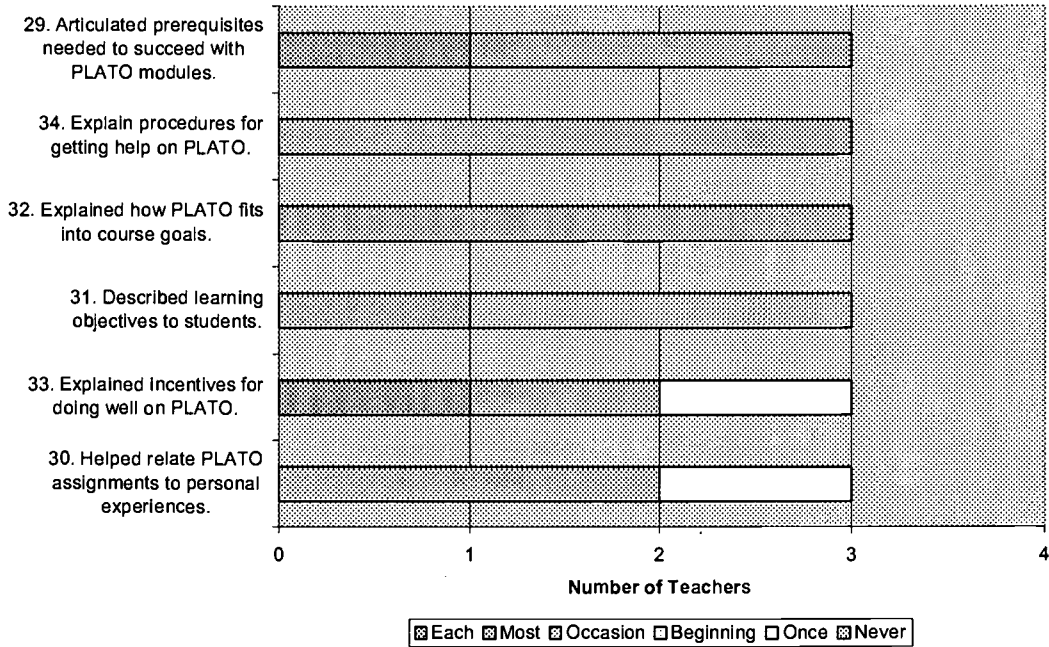 29. Articulated prerequisites
needed to succeed with
PLATO modules.
34. Explain procedures for
getting help on PLATO.
32. Explained how PLATO fits
into course goals.
31. Described learning
objectives to students.
33. Explained incentives for
doing well on PLATO.
30. Helped relate PLATO
assignments to personal
experiences.
0 1 2 3 4
Number of Teachers
Each Most Occasion Beginning Once Never